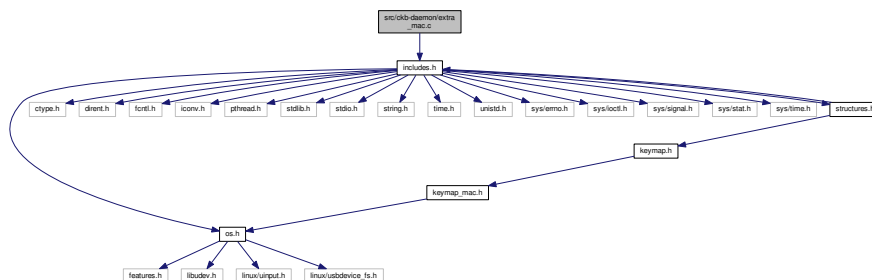 src/ckb-daemon/extra
_mac.c
includes.h
ctype.h
dirent.h
fcntl.h
iconv.h
pthread.h
stdlib.h
stdio.h
string.h
time.h
unistd.h
sys/errno.h
sys/ioctl.h
sys/signal.h
sys/stat.h
sys/time.h
structures.h
keymap.h
keymap_mac.h
os.h
features.h
libudev.h
linux/uinput.h
linux/usbdevice_fs.h